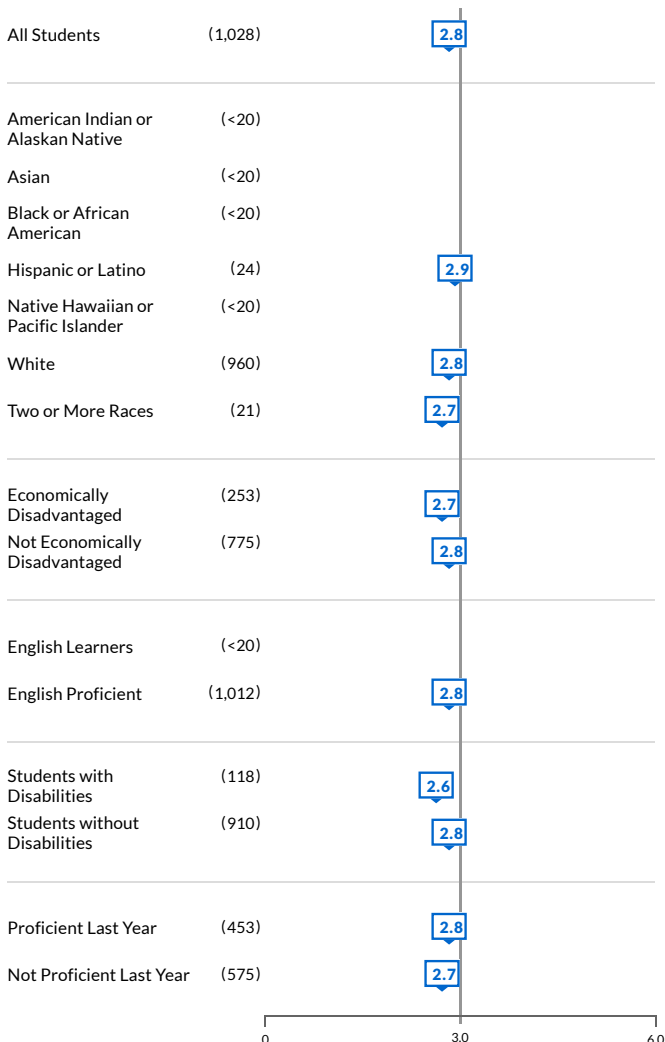 All Students (1,028) 2.8
American Indian or (<20)
Alaskan Native
Asian (<20)
Black or African (<20)
American
Hispanic or Latino (24) 2.9
Native Hawaiian or (<20)
Pacific Islander
White (960) 2.8
Two or More Races (21) 2.7
Economically (253) 2.7
Disadvantaged
Not Economically (775) 2.8
Disadvantaged
English Learners (<20)
English Proficient (1,012) 2.8
Students with (118) 2.6
Disabilities
Students without (910) 2.8
Disabilities
Proficient Last Year (453) 2.8
Not Proficient Last Year (575) 2.7
0 3.0 6.0